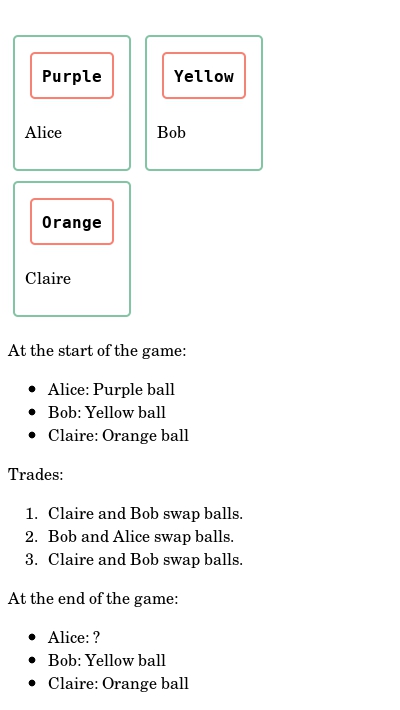 Purple Yellow
Alice Bob
Orange
Claire
At the start of the game:
• Alice: Purple ball
• Bob: Yellow ball
• Claire: Orange ball
Trades:
1. Claire and Bob swap balls.
2. Bob and Alice swap balls.
3. Claire and Bob swap balls.
At the end of the game:
• Alice: ?
• Bob: Yellow ball
• Claire: Orange ball